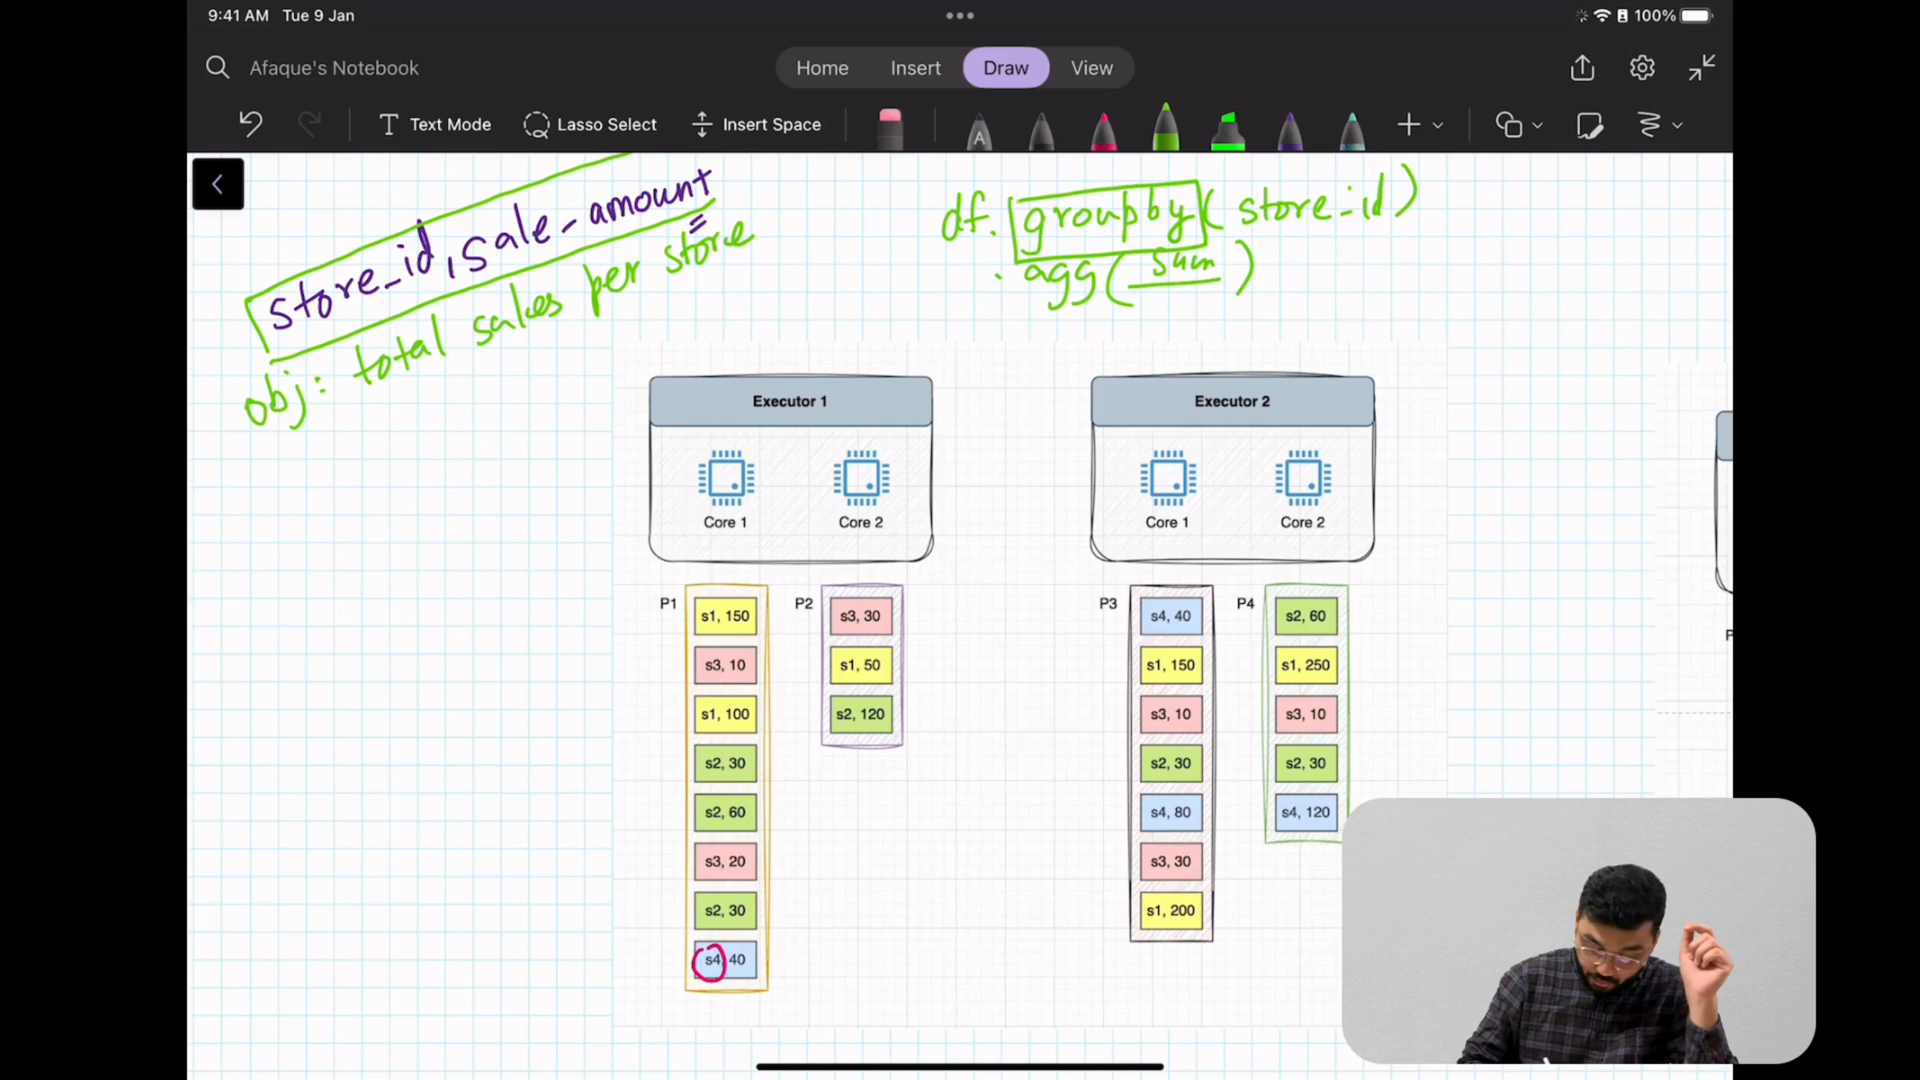 9:41 AM Tue 9 Jan
100%
Afaque's Notebook
Home Insert Draw View
Text Mode Lasso Select Insert Space
A
store_id, sale-amount
obj: total sales per store
df. groupby( store_id)
. agg( sum )
Executor 1
Core 1 Core 2
Executor 2
Core 1 Core 2
P1
s1, 150
s3, 10
s1, 100
s2, 30
s2, 60
s3, 20
s2, 30
s4, 40
P2
s3, 30
s1, 50
s2, 120
P3
s4, 40
s1, 150
s3, 10
s2, 30
s4, 80
s3, 30
s1, 200
P4
s2, 60
s1, 250
s3, 10
s2, 30
s4, 120